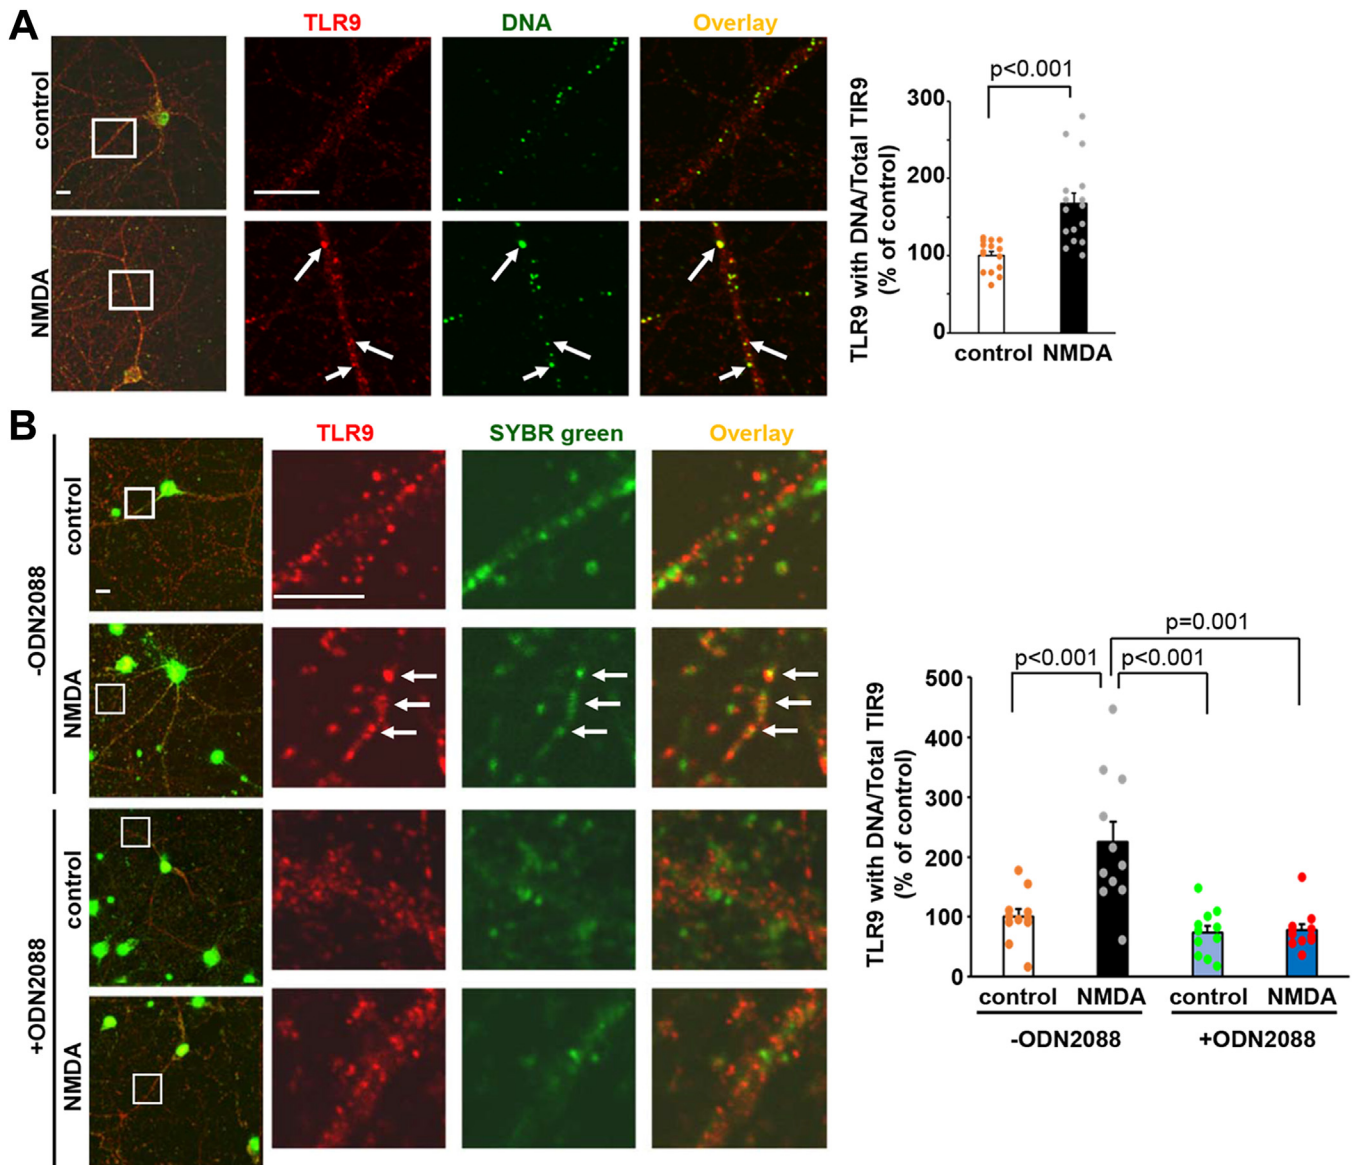 A
TLR9
DNA
Overlay
control
NMDA
p<0.001
TLR9 with DNA/Total TIR9
(% of control)
300
200
100
0
control
NMDA
B
TLR9
SYBR green
Overlay
-ODN2088
control
NMDA
+ODN2088
control
NMDA
p=0.001
p<0.001
p<0.001
TLR9 with DNA/Total TIR9
(% of control)
500
400
300
200
100
0
control
NMDA
control
NMDA
-ODN2088
+ODN2088